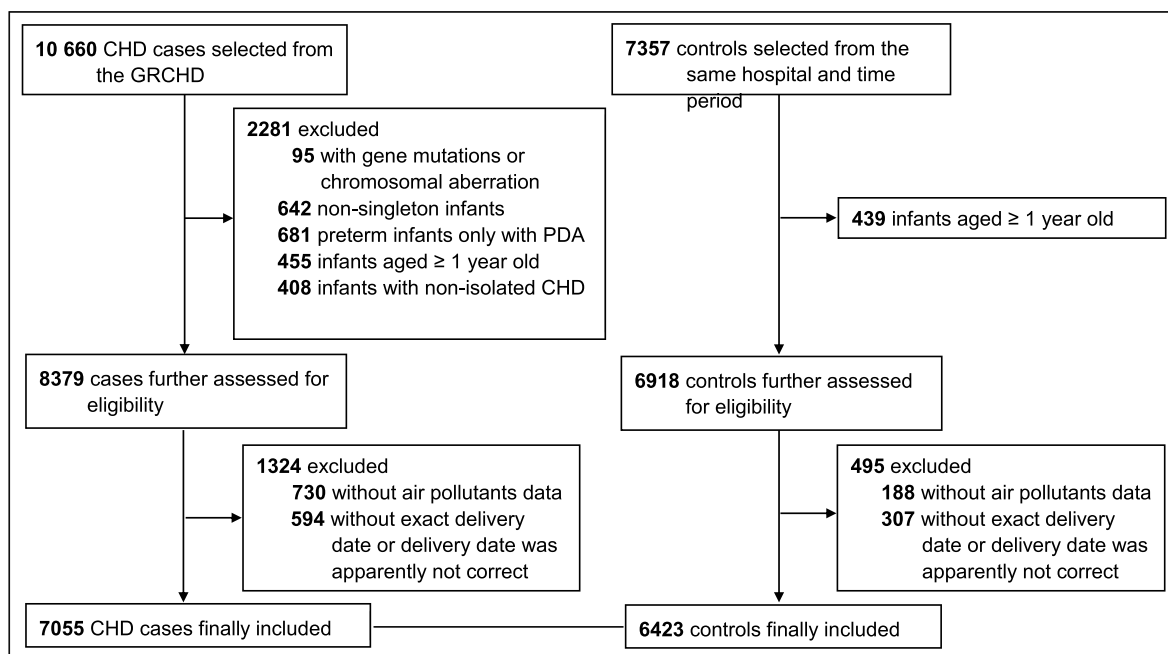 10 660 CHD cases selected from
the GRCHD
7357 controls selected from the
same hospital and time
period
2281 excluded
95 with gene mutations or
chromosomal aberration
642 non-singleton infants
681 preterm infants only with PDA
455 infants aged ≥ 1 year old
408 infants with non-isolated CHD
439 infants aged ≥ 1 year old
8379 cases further assessed for
eligibility
6918 controls further assessed
for eligibility
1324 excluded
730 without air pollutants data
594 without exact delivery
date or delivery date was
apparently not correct
495 excluded
188 without air pollutants data
307 without exact delivery
date or delivery date was
apparently not correct
7055 CHD cases finally included
6423 controls finally included